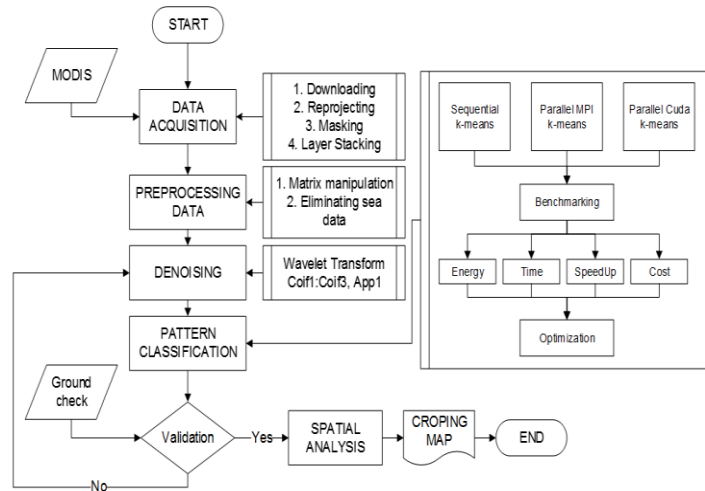 START
MODIS
DATA
ACQUISITION
1. Downloading
2. Reprojecting
3. Masking
4. Layer Stacking
PREPROCESSING
DATA
1. Matrix manipulation
2. Eliminating sea
data
DENOISING
Wavelet Transform
Coif1:Coif3, App1
PATTERN
CLASSIFICATION
Ground
check
Validation
Yes
No
SPATIAL
ANALYSIS
CROPING
MAP
END
Sequential
k-means
Parallel MPI
k-means
Parallel Cuda
k-means
Benchmarking
Energy
Time
SpeedUp
Cost
Optimization